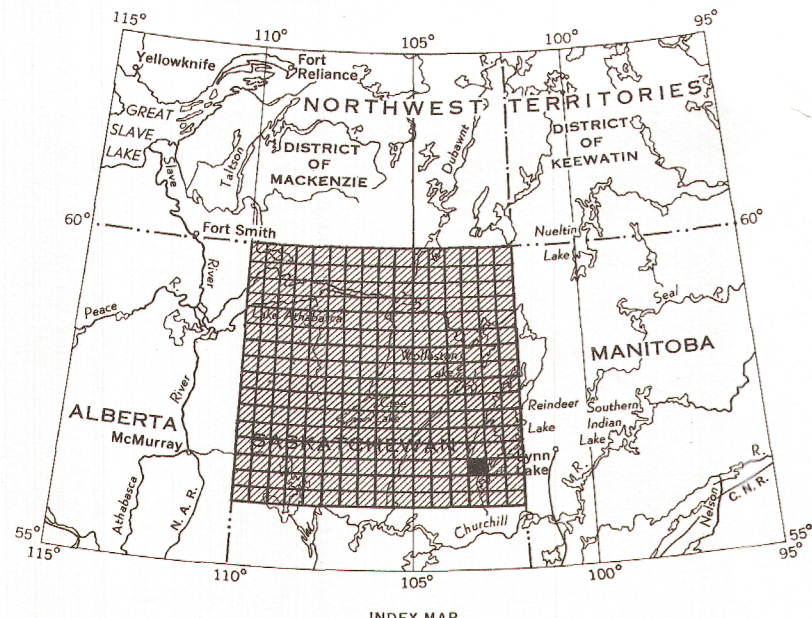 115°
110°
105°
100°
95°
Yellowknife
Fort
Reliance
R.
NORTHWEST TERRITORIES
GREAT
SLAVE
LAKE
Slave
Taltson
R.
DISTRICT
OF
MACKENZIE
Dubawnt
DISTRICT
OF
KEEWATIN
60°
60°
Fort Smith
Nueltin
Lake
River
R.
Peace
Seal
R.
Lake Athabasca
Wollaston
Lake
MANITOBA
River
Cree
Lake
Reindeer
Lake
Southern
Indian
Lake
ALBERTA
McMurray
SASKATCHEWAN
Lynn
Lake
R.
Athabasca
N. A. R.
Churchill
Nelson
C. N. R.
R.
55°
115°
110°
105°
100°
55°
95°
INDEX MAP